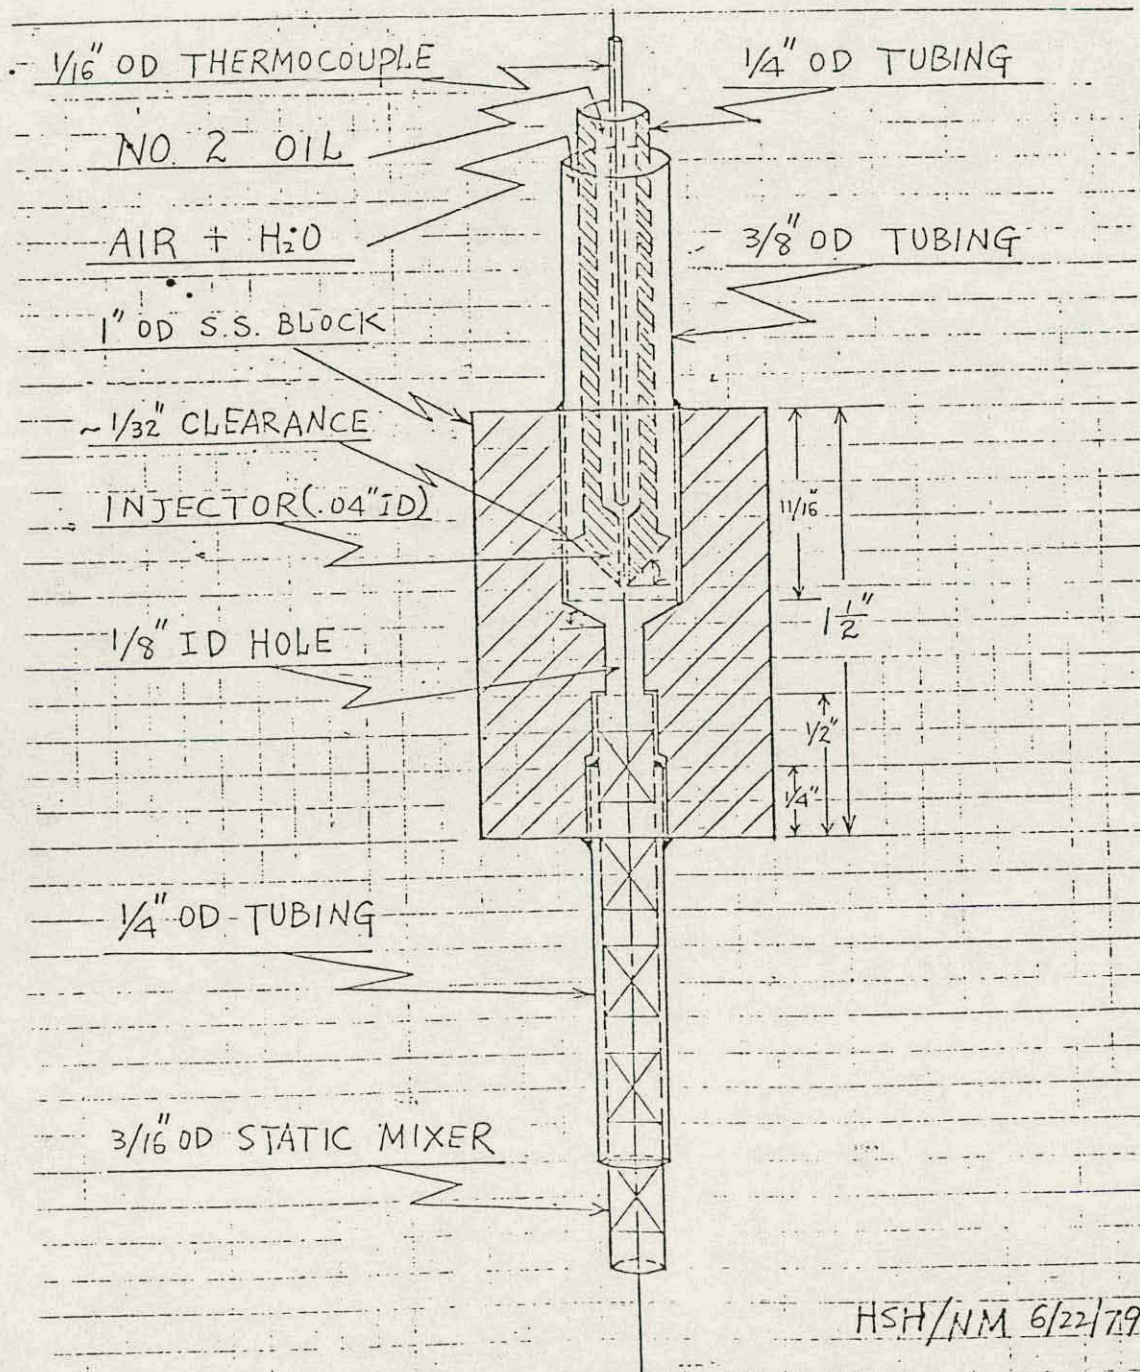 1/16" OD THERMOCOUPLE
1/4" OD TUBING
NO. 2 OIL
AIR + H2O
3/8" OD TUBING
1" OD S.S. BLOCK
~1/32" CLEARANCE
INJECTOR(.04"ID)
11/16"
1 1/2"
1/8" ID HOLE
1/2"
1/4"
1/4" OD TUBING
3/16" OD STATIC MIXER
HSH/NM 6/22/79